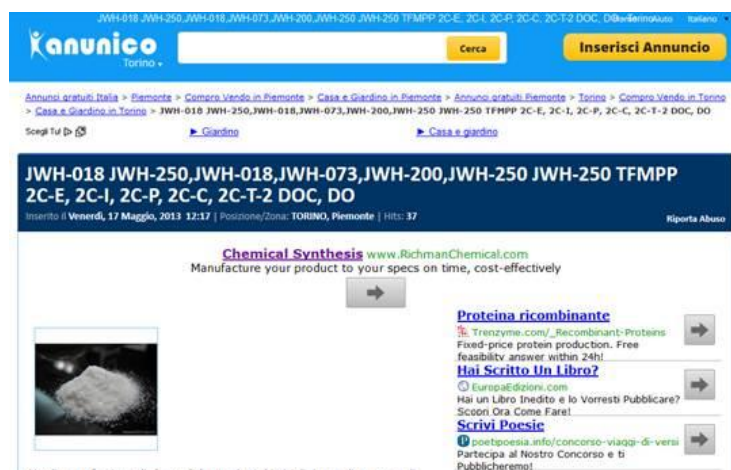 JWH-018 JWH-250,JWH-018,JWH-073,JWH-200,JWH-250 JWH-250 TFMPP 2C-E, 2C-I, 2C-P, 2C-C, 2C-T-2 DOC, Italiano
Kanunico
Torino
Cerca
Inserisci Annuncio
Annunci gratuiti Italia > Piemonte > Compro Vendo in Piemonte > Casa e Giardino in Piemonte > Annunci gratuiti Piemonte > Torino > Compro Vendo in Torino
> Casa e Giardino in Torino > JWH-018 JWH-250,JWH-018,JWH-073,JWH-200,JWH-250 JWH-250 TFMPP 2C-E, 2C-I, 2C-P, 2C-C, 2C-T-2 DOC, DO
Scegli Tu! ► Giardino ► Casa e giardino
JWH-018 JWH-250,JWH-018,JWH-073,JWH-200,JWH-250 JWH-250 TFMPP
2C-E, 2C-I, 2C-P, 2C-C, 2C-T-2 DOC, DO
Inserito il Venerdì, 17 Maggio, 2013 12:17 | Posizione/Zona: TORINO, Piemonte | Hits: 37
Riporta Abuso
Chemical Synthesis www.RichmanChemical.com
Manufacture your product to your specs on time, cost-effectively
Proteina ricombinante
Trenzyme.com/_Recombinant-Proteins
Fixed-price protein production. Free
feasibility answer within 24h!
Hai Scritto Un Libro?
EuropaEdizioni.com
Hai un Libro Inedito e lo Vorresti Pubblicare?
Scopri Ora Come Fare!
Scrivi Poesie
poetipoesia.info/concorso-viaggi-di-versi
Partecipa al Nostro Concorso e ti
Pubblicheremo!